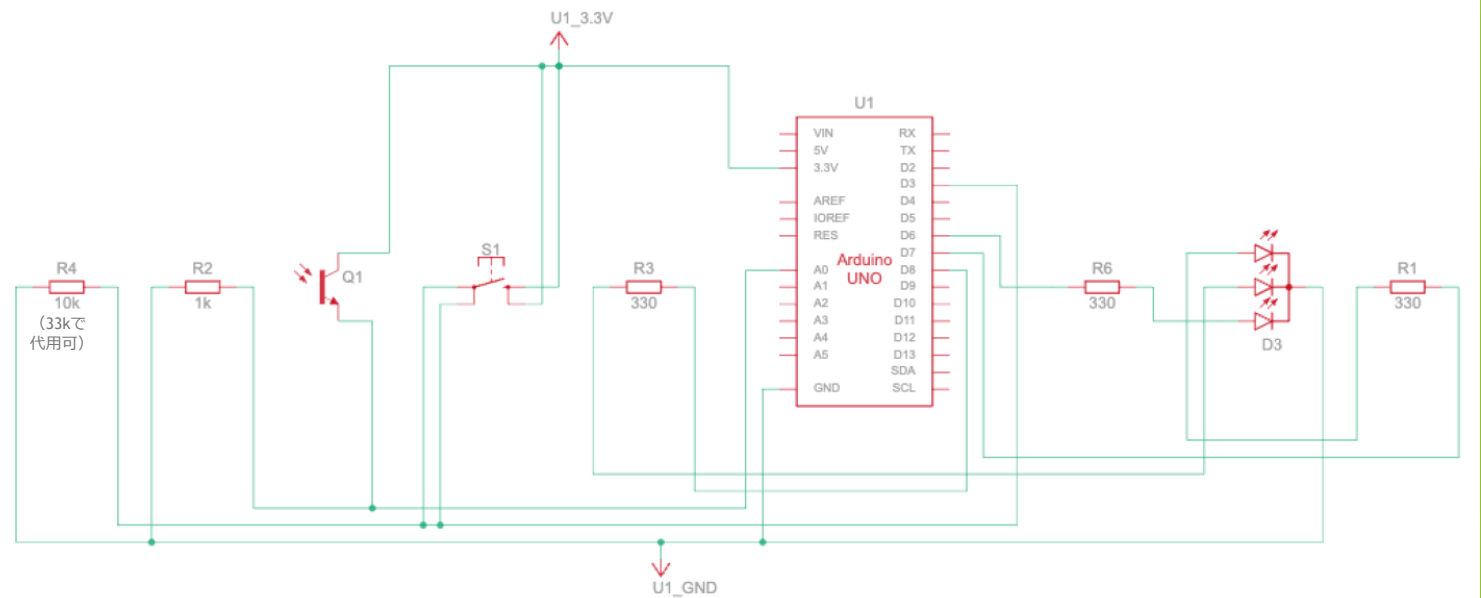 U1_3.3V
U1
VIN
5V
3.3V
AREF
IOREF
RES
A0
A1
A2
A3
A4
A5
GND
RX
TX
D2
D3
D4
D5
D6
D7
D8
D9
D10
D11
D12
D13
SDA
SCL
Arduino
UNO
R4
10k
（33kで
代用可）
R2
1k
Q1
S1
R3
330
R6
330
D3
R1
330
U1_GND